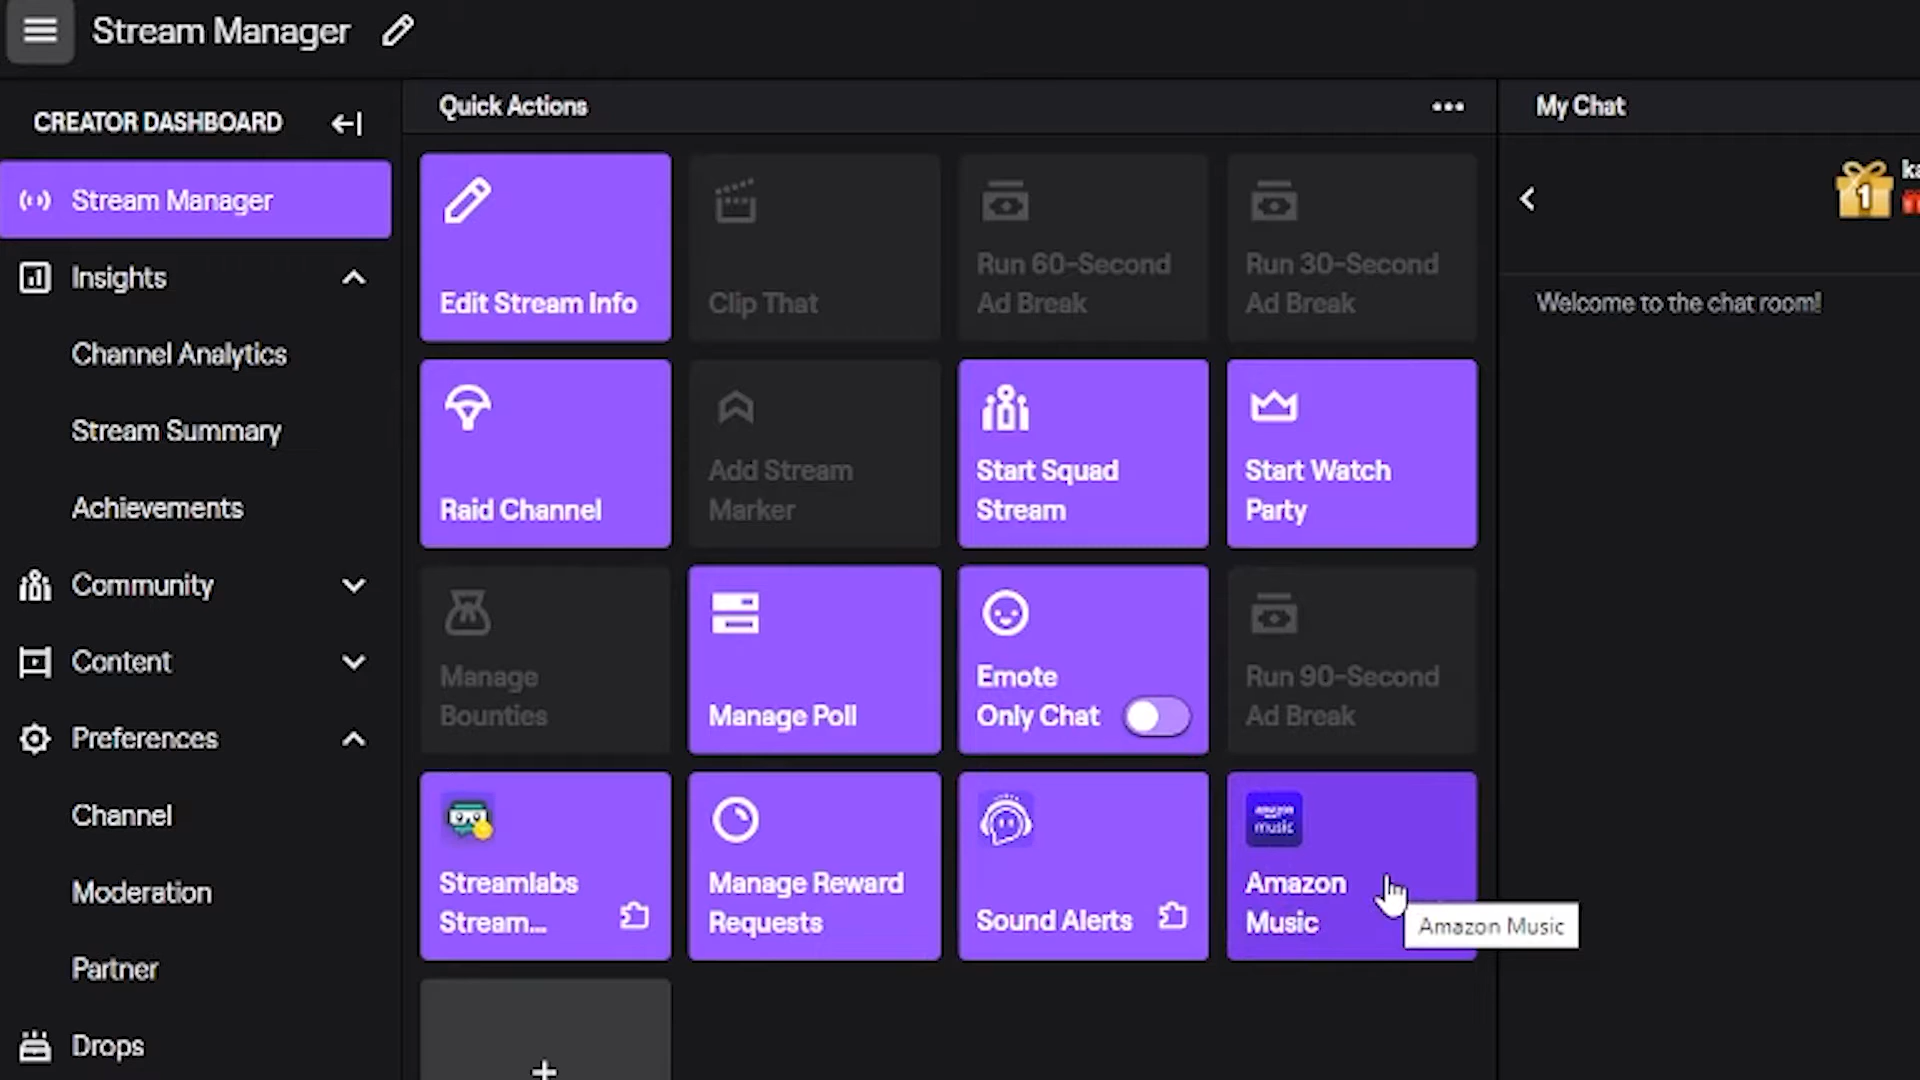 Stream Manager
CREATOR DASHBOARD
Stream Manager
Insights
Channel Analytics
Stream Summary
Achievements
Community
Content
Preferences
Channel
Moderation
Partner
Drops
Quick Actions
Edit Stream Info
Clip That
Run 60-Second
Ad Break
Run 30-Second
Ad Break
Raid Channel
Add Stream
Marker
Start Squad
Stream
Start Watch
Party
Manage
Bounties
Manage Poll
Emote
Only Chat
Run 90-Second
Ad Break
Streamlabs
Stream...
Manage Reward
Requests
Sound Alerts
amazon
music
Amazon
Music
Amazon Music
+
My Chat
1
ka
Welcome to the chat room!